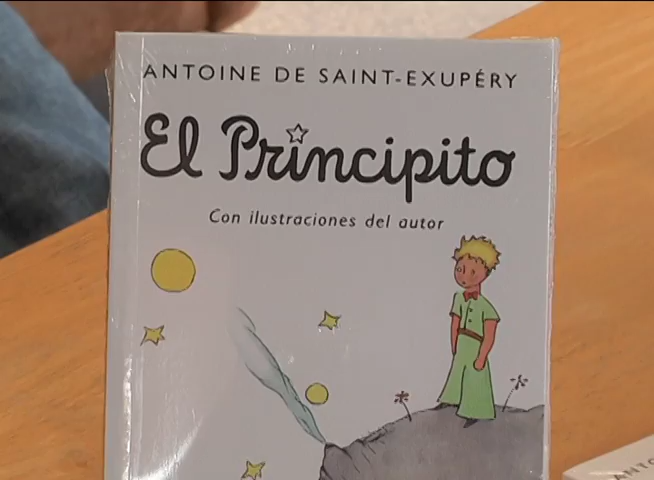 ANTOINE DE SAINT-EXUPÉRY
El Principito
Con ilustraciones del autor